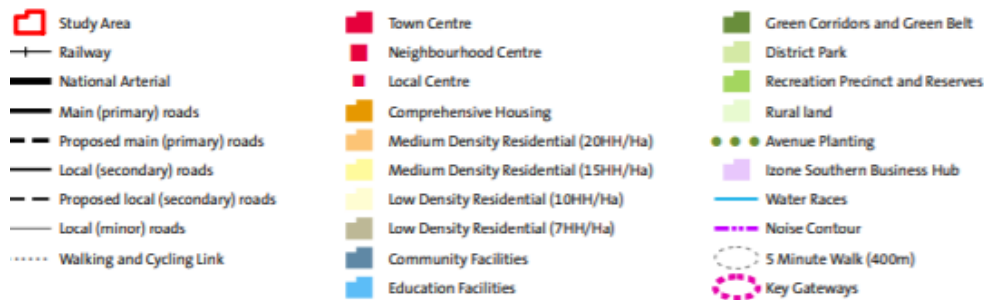 Study Area
Railway
National Arterial
Main (primary) roads
Proposed main (primary) roads
Local (secondary) roads
Proposed local (secondary) roads
Local (minor) roads
Walking and Cycling Link
Town Centre
Neighbourhood Centre
Local Centre
Comprehensive Housing
Medium Density Residential (20HH/Ha)
Medium Density Residential (15HH/Ha)
Low Density Residential (10HH/Ha)
Low Density Residential (7HH/Ha)
Community Facilities
Education Facilities
Green Corridors and Green Belt
District Park
Recreation Precinct and Reserves
Rural land
Avenue Planting
Izone Southern Business Hub
Water Races
Noise Contour
5 Minute Walk (400m)
Key Gateways